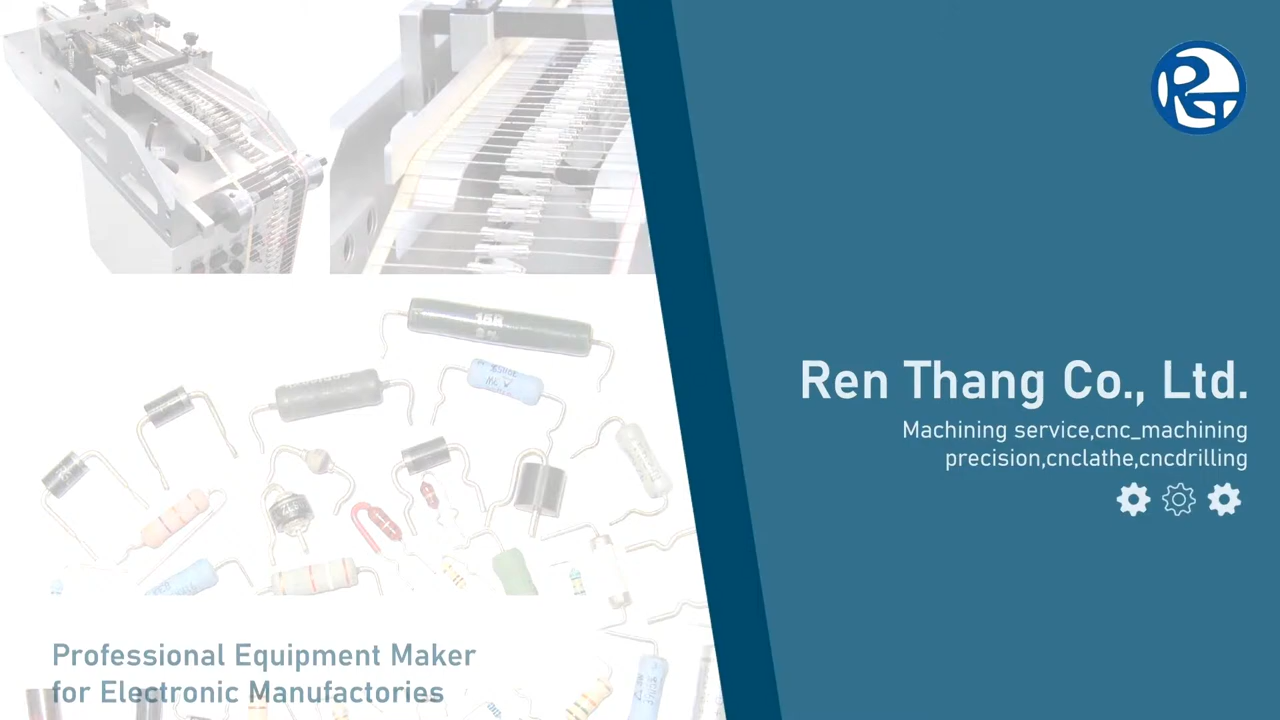 Ren Thang Co., Ltd.
Machining service,cnc_machining
precision,cnclathe,cncdrilling
Professional Equipment Maker
for Electronic Manufactories